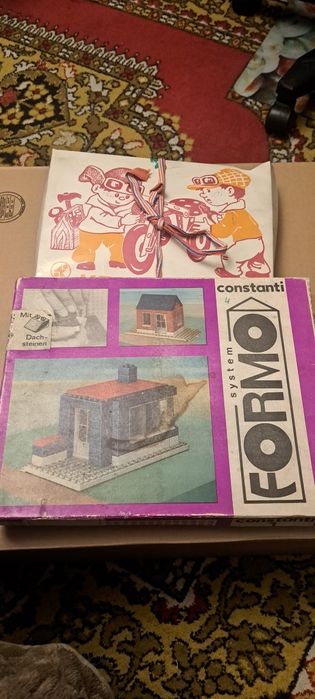 constanti
4
Mit
Dach-
steinen
system
FORMO
constanti